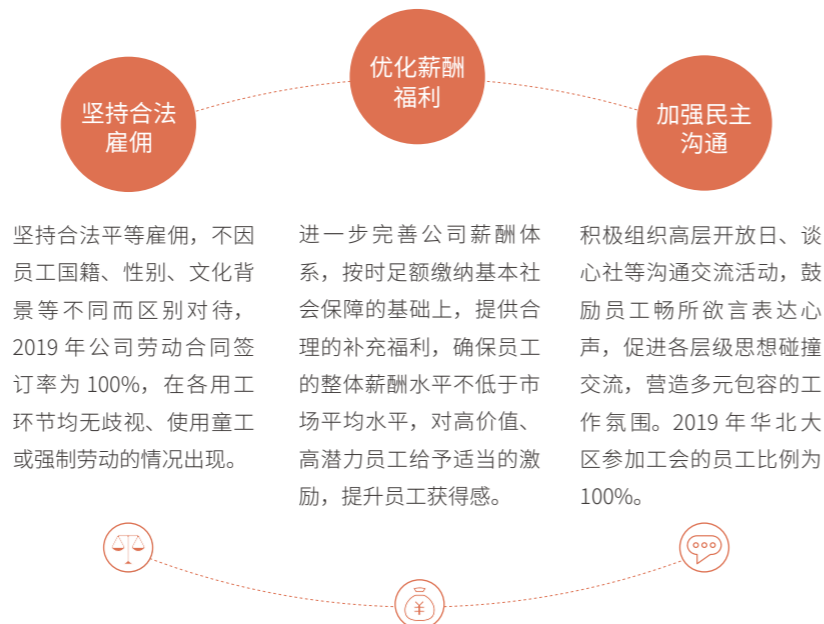 坚持合法
雇佣
优化薪酬
福利
加强民主
沟通
坚持合法平等雇佣，不因
员工国籍、性别、文化背
景等不同而区别对待，
2019 年公司劳动合同签
订率为 100%，在各用工
环节均无歧视、使用童工
或强制劳动的情况出现。
进一步完善公司薪酬体
系，按时足额缴纳基本社
会保障的基础上，提供合
理的补充福利，确保员工
的整体薪酬水平不低于市
场平均水平，对高价值、
高潜力员工给予适当的激
励，提升员工获得感。
积极组织高层开放日、谈
心社等沟通交流活动，鼓
励员工畅所欲言表达心
声，促进各层级思想碰撞
交流，营造多元包容的工
作氛围。2019 年华北大
区参加工会的员工比例为
100%。
¥